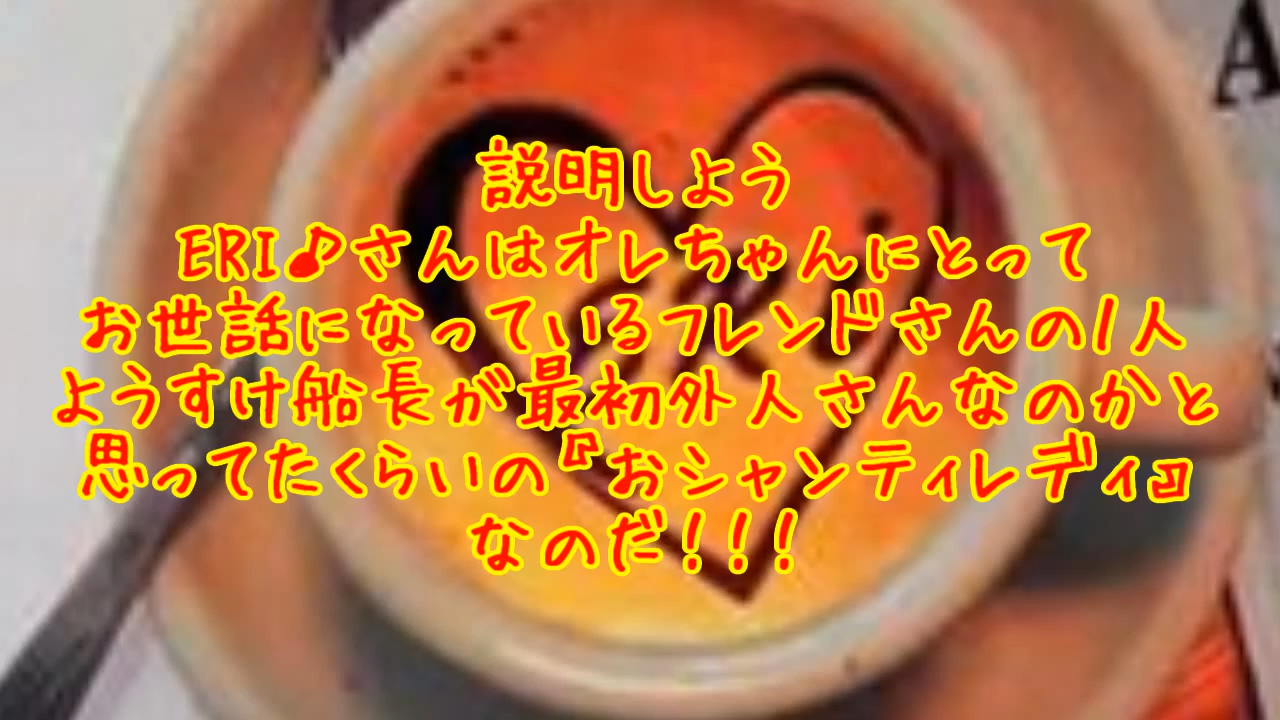 説明しよう
ERI♪さんはオレちゃんにとって
お世話になっているフレンドさんの1人
ようすけ船長が最初外人さんなのかと
思ってたくらいの『おシャンティレディ』
なのだ!!!
eRi
A